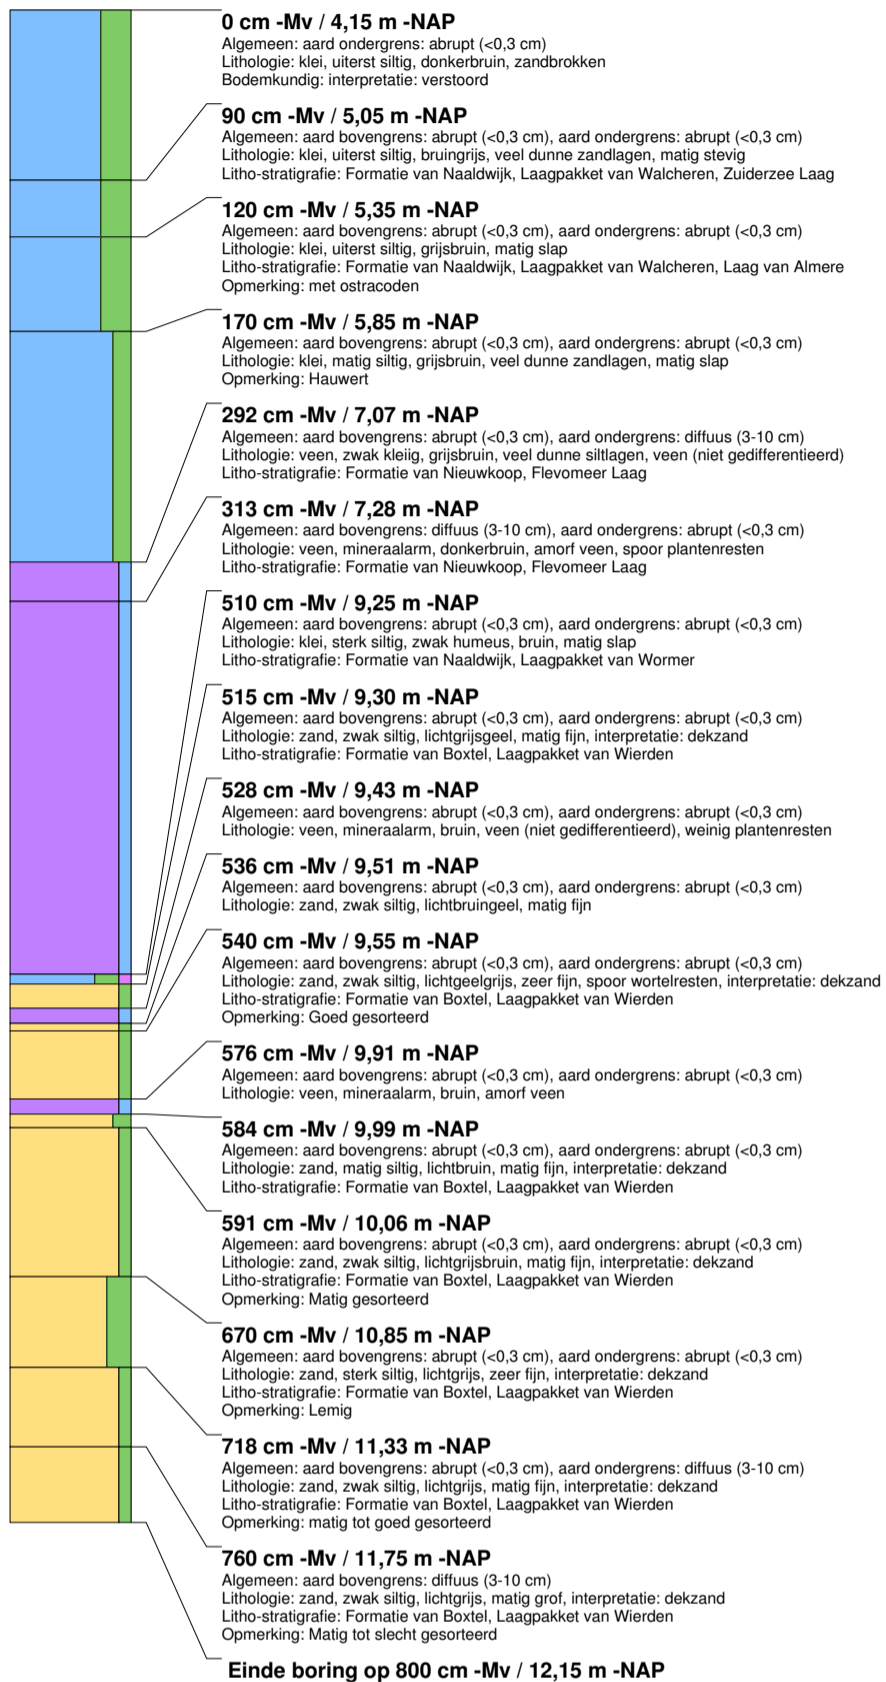 0 cm -Mv / 4,15 m -NAP
Algemeen: aard ondergrens: abrupt (<0,3 cm)
Lithologie: klei, uiterst siltig, donkerbruin, zandbrokken
Bodemkundig: interpretatie: verstoord
90 cm -Mv / 5,05 m -NAP
Algemeen: aard bovengrens: abrupt (<0,3 cm), aard ondergrens: abrupt (<0,3 cm)
Lithologie: klei, uiterst siltig, bruingrijs, veel dunne zandlagen, matig stevig
Litho-stratigrafie: Formatie van Naaldwijk, Laagpakket van Walcheren, Zuiderzee Laag
120 cm -Mv / 5,35 m -NAP
Algemeen: aard bovengrens: abrupt (<0,3 cm), aard ondergrens: abrupt (<0,3 cm)
Lithologie: klei, uiterst siltig, grijsbruin, matig slap
Litho-stratigrafie: Formatie van Naaldwijk, Laagpakket van Walcheren, Laag van Almere
Opmerking: met ostracoden
170 cm -Mv / 5,85 m -NAP
Algemeen: aard bovengrens: abrupt (<0,3 cm), aard ondergrens: abrupt (<0,3 cm)
Lithologie: klei, matig siltig, grijsbruin, veel dunne zandlagen, matig slap
Opmerking: Hauwert
292 cm -Mv / 7,07 m -NAP
Algemeen: aard bovengrens: abrupt (<0,3 cm), aard ondergrens: diffuus (3-10 cm)
Lithologie: veen, zwak kleiig, grijsbruin, veel dunne siltlagen, veen (niet gedifferentieerd)
Litho-stratigrafie: Formatie van Nieuwkoop, Flevomeer Laag
313 cm -Mv / 7,28 m -NAP
Algemeen: aard bovengrens: diffuus (3-10 cm), aard ondergrens: abrupt (<0,3 cm)
Lithologie: veen, mineraalarm, donkerbruin, amorf veen, spoor plantenresten
Litho-stratigrafie: Formatie van Nieuwkoop, Flevomeer Laag
510 cm -Mv / 9,25 m -NAP
Algemeen: aard bovengrens: abrupt (<0,3 cm), aard ondergrens: abrupt (<0,3 cm)
Lithologie: klei, sterk siltig, zwak humeus, bruin, matig slap
Litho-stratigrafie: Formatie van Naaldwijk, Laagpakket van Wormer
515 cm -Mv / 9,30 m -NAP
Algemeen: aard bovengrens: abrupt (<0,3 cm), aard ondergrens: abrupt (<0,3 cm)
Lithologie: zand, zwak siltig, lichtgrijsgeel, matig fijn, interpretatie: dekzand
Litho-stratigrafie: Formatie van Boxtel, Laagpakket van Wierden
528 cm -Mv / 9,43 m -NAP
Algemeen: aard bovengrens: abrupt (<0,3 cm), aard ondergrens: abrupt (<0,3 cm)
Lithologie: veen, mineraalarm, bruin, veen (niet gedifferentieerd), weinig plantenresten
536 cm -Mv / 9,51 m -NAP
Algemeen: aard bovengrens: abrupt (<0,3 cm), aard ondergrens: abrupt (<0,3 cm)
Lithologie: zand, zwak siltig, lichtbruingeel, matig fijn
540 cm -Mv / 9,55 m -NAP
Algemeen: aard bovengrens: abrupt (<0,3 cm), aard ondergrens: abrupt (<0,3 cm)
Lithologie: zand, zwak siltig, lichtgeelgrijs, zeer fijn, spoor wortelresten, interpretatie: dekzand
Litho-stratigrafie: Formatie van Boxtel, Laagpakket van Wierden
Opmerking: Goed gesorteerd
576 cm -Mv / 9,91 m -NAP
Algemeen: aard bovengrens: abrupt (<0,3 cm), aard ondergrens: abrupt (<0,3 cm)
Lithologie: veen, mineraalarm, bruin, amorf veen
584 cm -Mv / 9,99 m -NAP
Algemeen: aard bovengrens: abrupt (<0,3 cm), aard ondergrens: abrupt (<0,3 cm)
Lithologie: zand, matig siltig, lichtbruin, matig fijn, interpretatie: dekzand
Litho-stratigrafie: Formatie van Boxtel, Laagpakket van Wierden
591 cm -Mv / 10,06 m -NAP
Algemeen: aard bovengrens: abrupt (<0,3 cm), aard ondergrens: abrupt (<0,3 cm)
Lithologie: zand, zwak siltig, lichtgrijsbruin, matig fijn, interpretatie: dekzand
Litho-stratigrafie: Formatie van Boxtel, Laagpakket van Wierden
Opmerking: Matig gesorteerd
670 cm -Mv / 10,85 m -NAP
Algemeen: aard bovengrens: abrupt (<0,3 cm), aard ondergrens: abrupt (<0,3 cm)
Lithologie: zand, sterk siltig, lichtgrijs, zeer fijn, interpretatie: dekzand
Litho-stratigrafie: Formatie van Boxtel, Laagpakket van Wierden
Opmerking: Lemig
718 cm -Mv / 11,33 m -NAP
Algemeen: aard bovengrens: abrupt (<0,3 cm), aard ondergrens: diffuus (3-10 cm)
Lithologie: zand, zwak siltig, lichtgrijs, matig fijn, interpretatie: dekzand
Litho-stratigrafie: Formatie van Boxtel, Laagpakket van Wierden
Opmerking: matig tot goed gesorteerd
760 cm -Mv / 11,75 m -NAP
Algemeen: aard bovengrens: diffuus (3-10 cm)
Lithologie: zand, zwak siltig, lichtgrijs, matig grof, interpretatie: dekzand
Litho-stratigrafie: Formatie van Boxtel, Laagpakket van Wierden
Opmerking: Matig tot slecht gesorteerd
Einde boring op 800 cm -Mv / 12,15 m -NAP